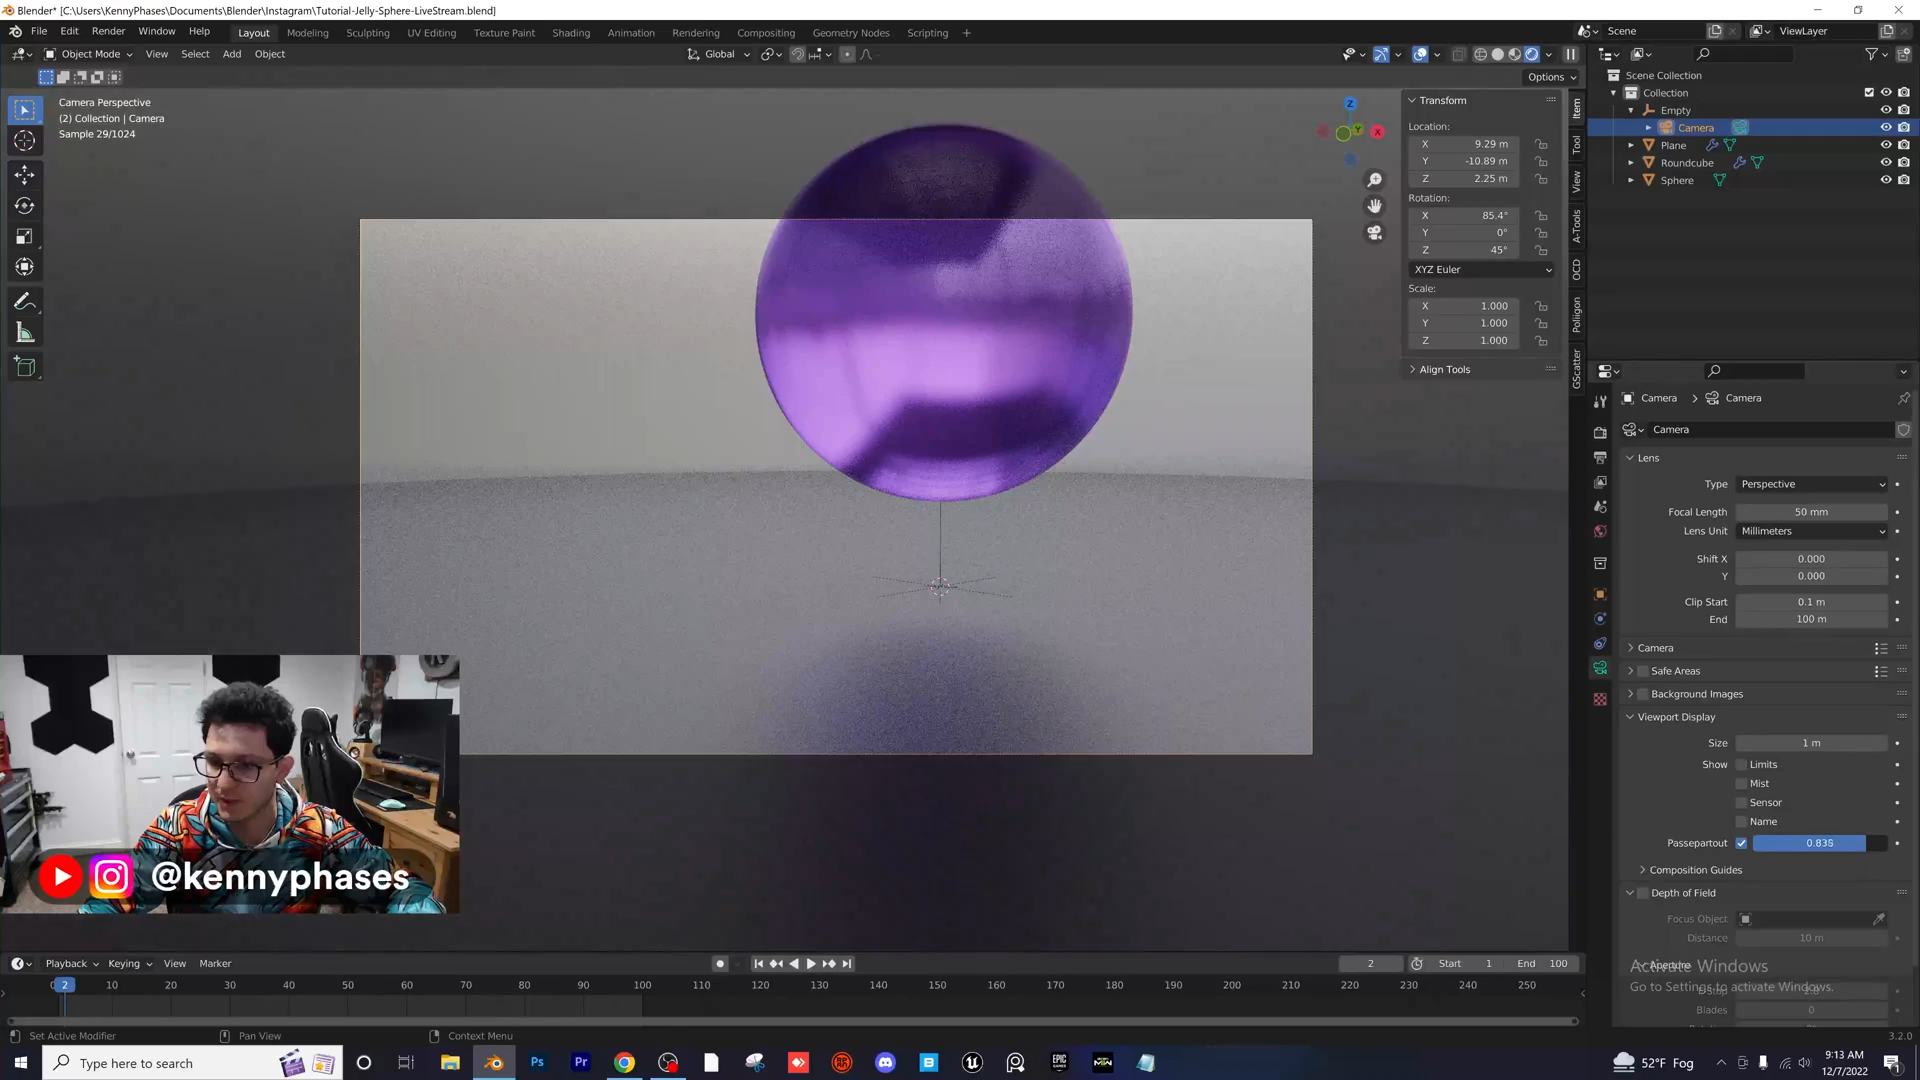 Blender* [C:\Users\KennyPhases\Documents\Blender\Instagram\Tutorial-Jelly-Sphere-LiveStream.blend]
File Edit Render Window Help Layout Modeling Sculpting UV Editing Texture Paint Shading Animation Rendering Compositing Geometry Nodes Scripting + Scene ViewLayer
Object Mode View Select Add Object Global
Options
Camera Perspective
(2) Collection | Camera
Sample 29/1024
Z
Y
X
Transform
Location:
X 9.29 m
Y -10.89 m
Z 2.25 m
Rotation:
X 85.4°
Y 0°
Z 45°
XYZ Euler
Scale:
X 1.000
Y 1.000
Z 1.000
Align Tools
Item
Tool
View
A-Tools
OCD
Poliigon
GScatter
Scene Collection
Collection
Empty
Camera
Plane
Roundcube
Sphere
Camera > Camera
Camera
Lens
Type Perspective
Focal Length 50 mm
Lens Unit Millimeters
Shift X 0.000
Y 0.000
Clip Start 0.1 m
End 100 m
Camera
Safe Areas
Background Images
Viewport Display
Size 1 m
Show Limits
Mist
Sensor
Name
Passepartout 0.838
Composition Guides
Depth of Field
Focus Object
Distance 10 m
Aperture
Activate Windows
Go to Settings to activate Windows.
Blades 0
@kennyphases
Playback Keying View Marker 2 Start 1 End 100
0 2 10 20 30 40 50 60 70 80 90 100 110 120 130 140 150 160 170 180 190 200 210 220 230 240 250
Set Active Modifier Pan View Context Menu 3.2.0
Type here to search Ps Pr 52°F Fog 9:13 AM
12/7/2022